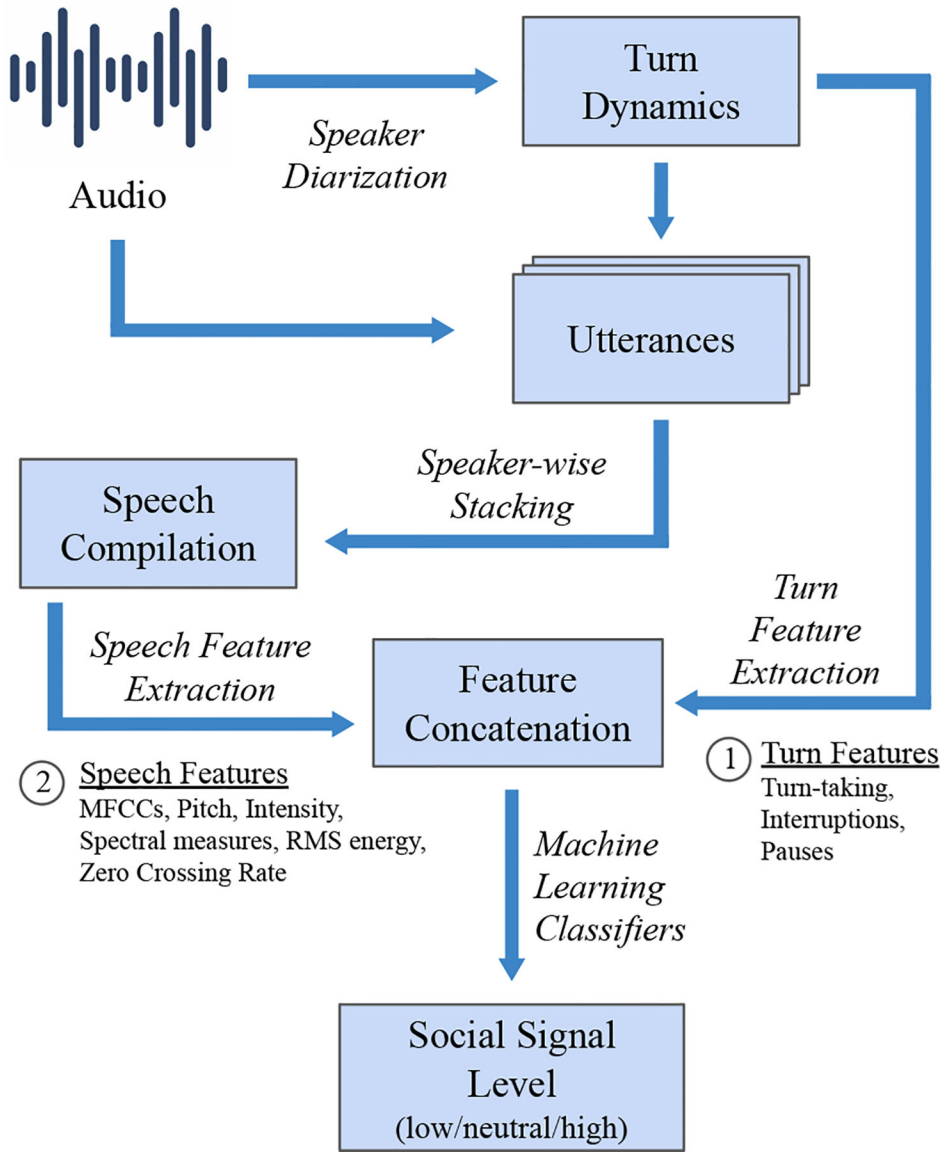 Turn
Dynamics
Speaker
Diarization
Audio
Utterances
Speaker-wise
Stacking
Speech
Compilation
Turn
Feature
Extraction
Speech Feature
Extraction
Feature
Concatenation
1 Turn Features
Turn-taking,
Interruptions,
Pauses
2 Speech Features
MFCCs, Pitch, Intensity,
Spectral measures, RMS energy,
Zero Crossing Rate
Machine
Learning
Classifiers
Social Signal
Level
(low/neutral/high)